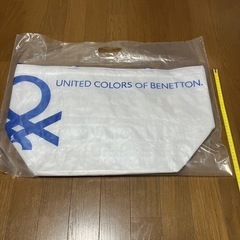 UNITED COLORS OF BENETTON.